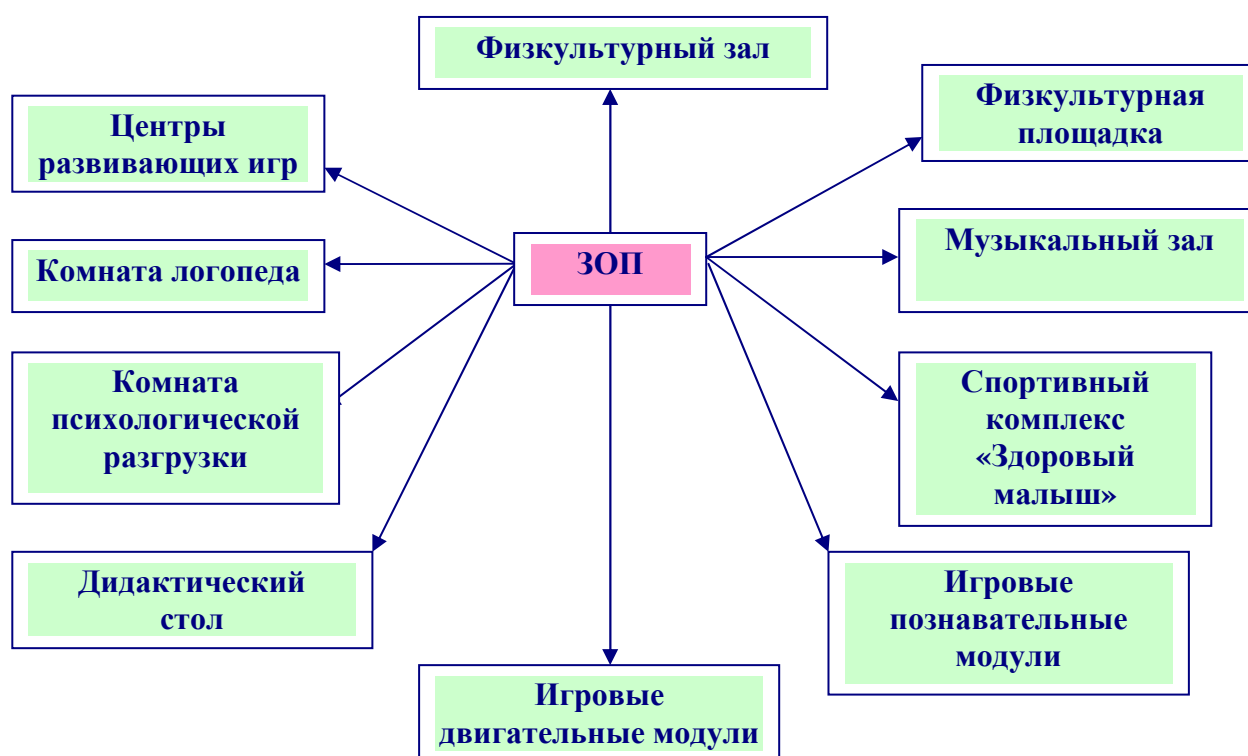 Физкультурный зал
Физкультурная
площадка
Центры
развивающих игр
Музыкальный зал
ЗОП
Комната логопеда
Комната
психологической
разгрузки
Спортивный
комплекс
«Здоровый
малыш»
Дидактический
стол
Игровые
познавательные
модули
Игровые
двигательные модули